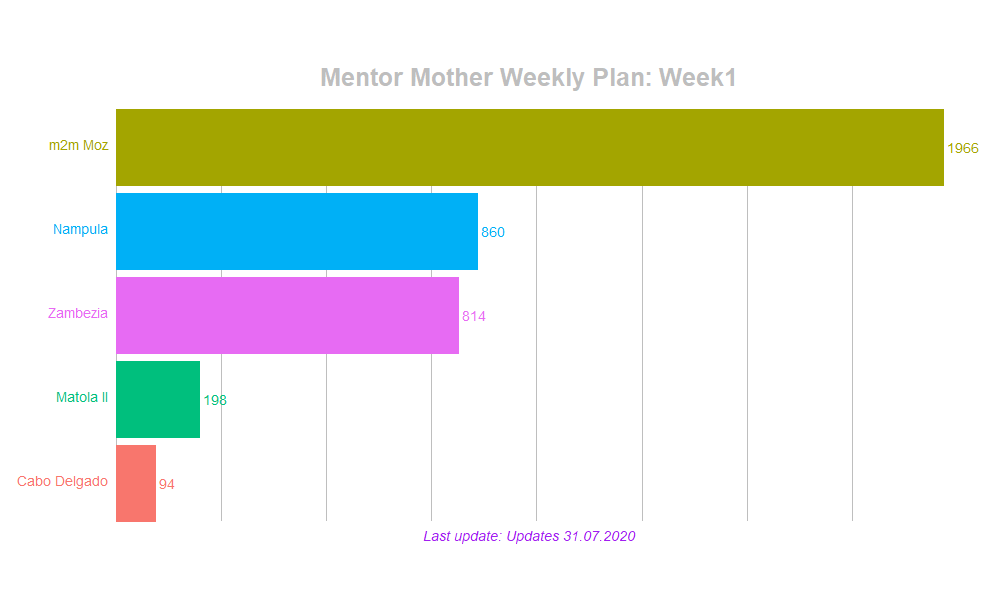 Mentor Mother Weekly Plan: Week1
m2m Moz 1966
Nampula 860
Zambezia 814
Matola II 198
Cabo Delgado 94
Last update: Updates 31.07.2020